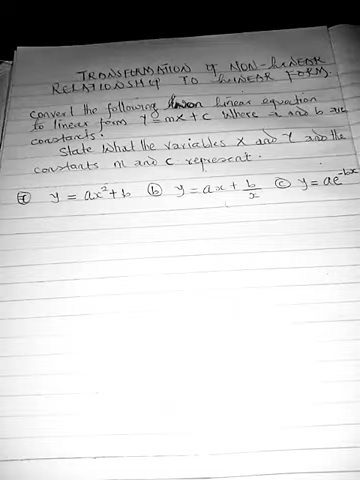 TRANSFORMATION OF NON-LINEAR
RELATIONSHIP TO LINEAR FORM.
Convert the following linear equation
to linear form Y = mX + C where a and b are
constants.
State what the variables X and Y and the
constants m and c represent.
(a) y = ax² + b (b) y = ax + b/x (c) y = ae^-bx